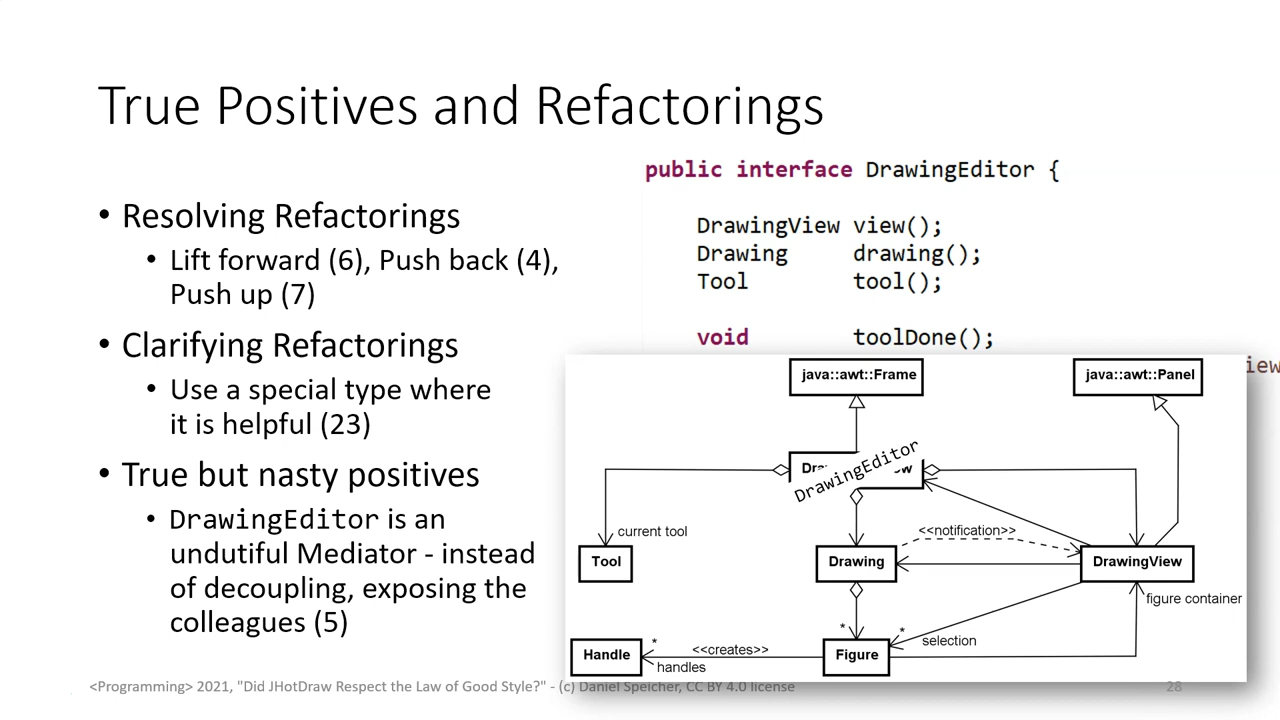 True Positives and Refactorings
• Resolving Refactorings
• Lift forward (6), Push back (4),
Push up (7)
• Clarifying Refactorings
• Use a special type where
it is helpful (23)
• True but nasty positives
• DrawingEditor is an
undutiful Mediator - instead
of decoupling, exposing the
colleagues (5)
public interface DrawingEditor {
DrawingView view();
Drawing drawing();
Tool tool();
void toolDone();
java::awt::Frame
java::awt::Panel
DrawingEditor
current tool
<<notification>>
Tool
Drawing
DrawingView
figure container
* *
selection
Handle
*
<<creates>>
handles
Figure
<Programming> 2021, "Did JHotDraw Respect the Law of Good Style?" - (c) Daniel Speicher, CC BY 4.0 license
28